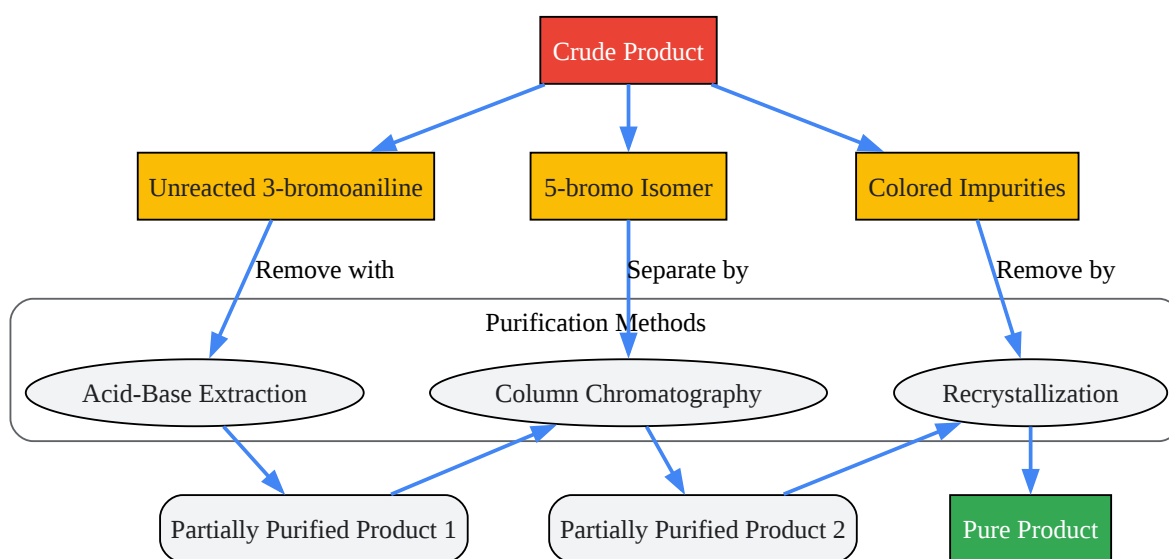 Crude Product
Unreacted 3-bromoaniline
5-bromo Isomer
Colored Impurities
Remove with
Separate by
Remove by
Purification Methods
Acid-Base Extraction
Column Chromatography
Recrystallization
Partially Purified Product 1
Partially Purified Product 2
Pure Product